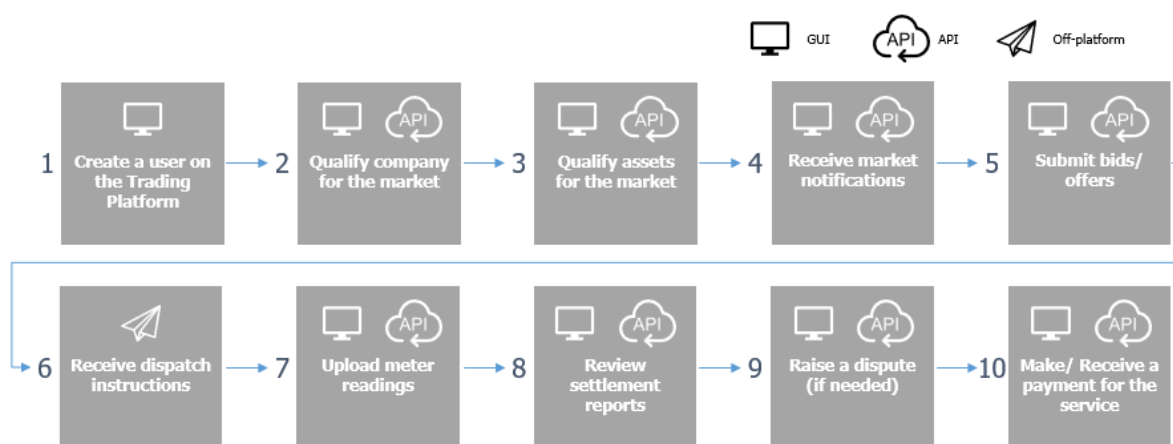 GUI
API
API
Off-platform
API
API
API
API
1
Create a user on
the Trading
Platform
2
Qualify company
for the market
3
Qualify assets
for the market
4
Receive market
notifications
5
Submit bids/
offers
API
API
API
API
6
Receive dispatch
instructions
7
Upload meter
readings
8
Review
settlement
reports
9
Raise a dispute
(if needed)
10
Make/ Receive a
payment for the
service